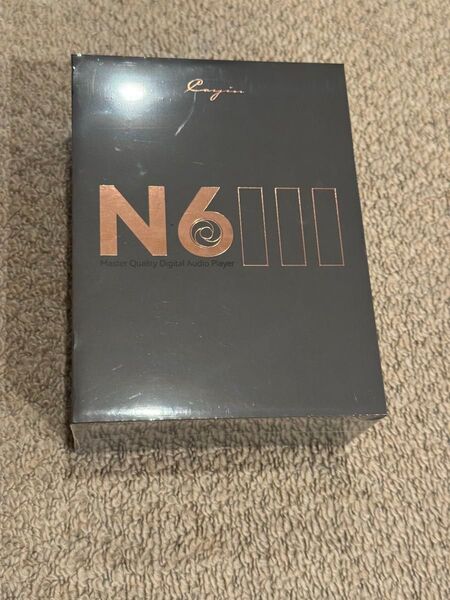 Cayin
N6III
Master Quality Digital Audio Player